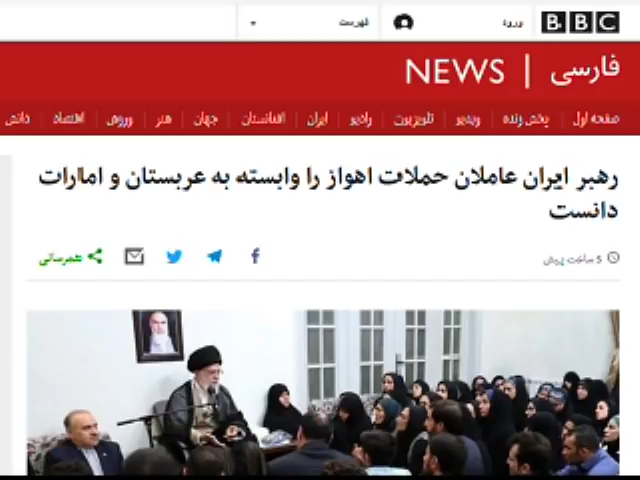 BBC
ورود
فهرست
NEWS | فارسی
صفحه اول پخش زنده ویدیو تلویزیون رادیو ایران افغانستان جهان هنر ورزش اقتصاد دانش
رهبر ایران عاملان حملات اهواز را وابسته به عربستان و امارات
دانست
5 ساعت پیش
همرسانی